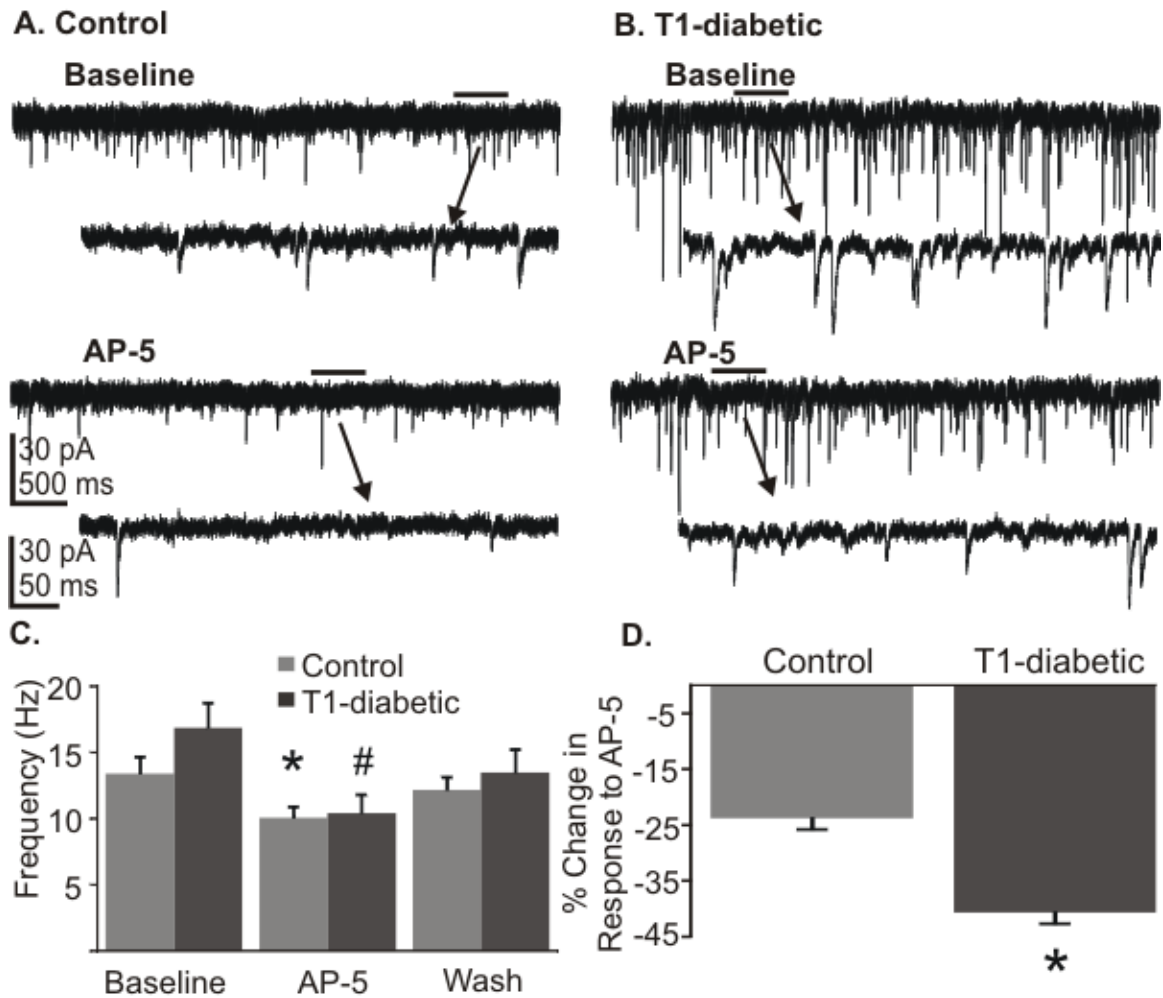 A. Control
Baseline
AP-5
30 pA
500 ms
30 pA
50 ms
B. T1-diabetic
Baseline
AP-5
C.
Control
T1-diabetic
Frequency (Hz)
20
15
10
5
*
#
Baseline AP-5 Wash
D.
Control T1-diabetic
% Change in
Response to AP-5
-5
-15
-25
-35
-45
*